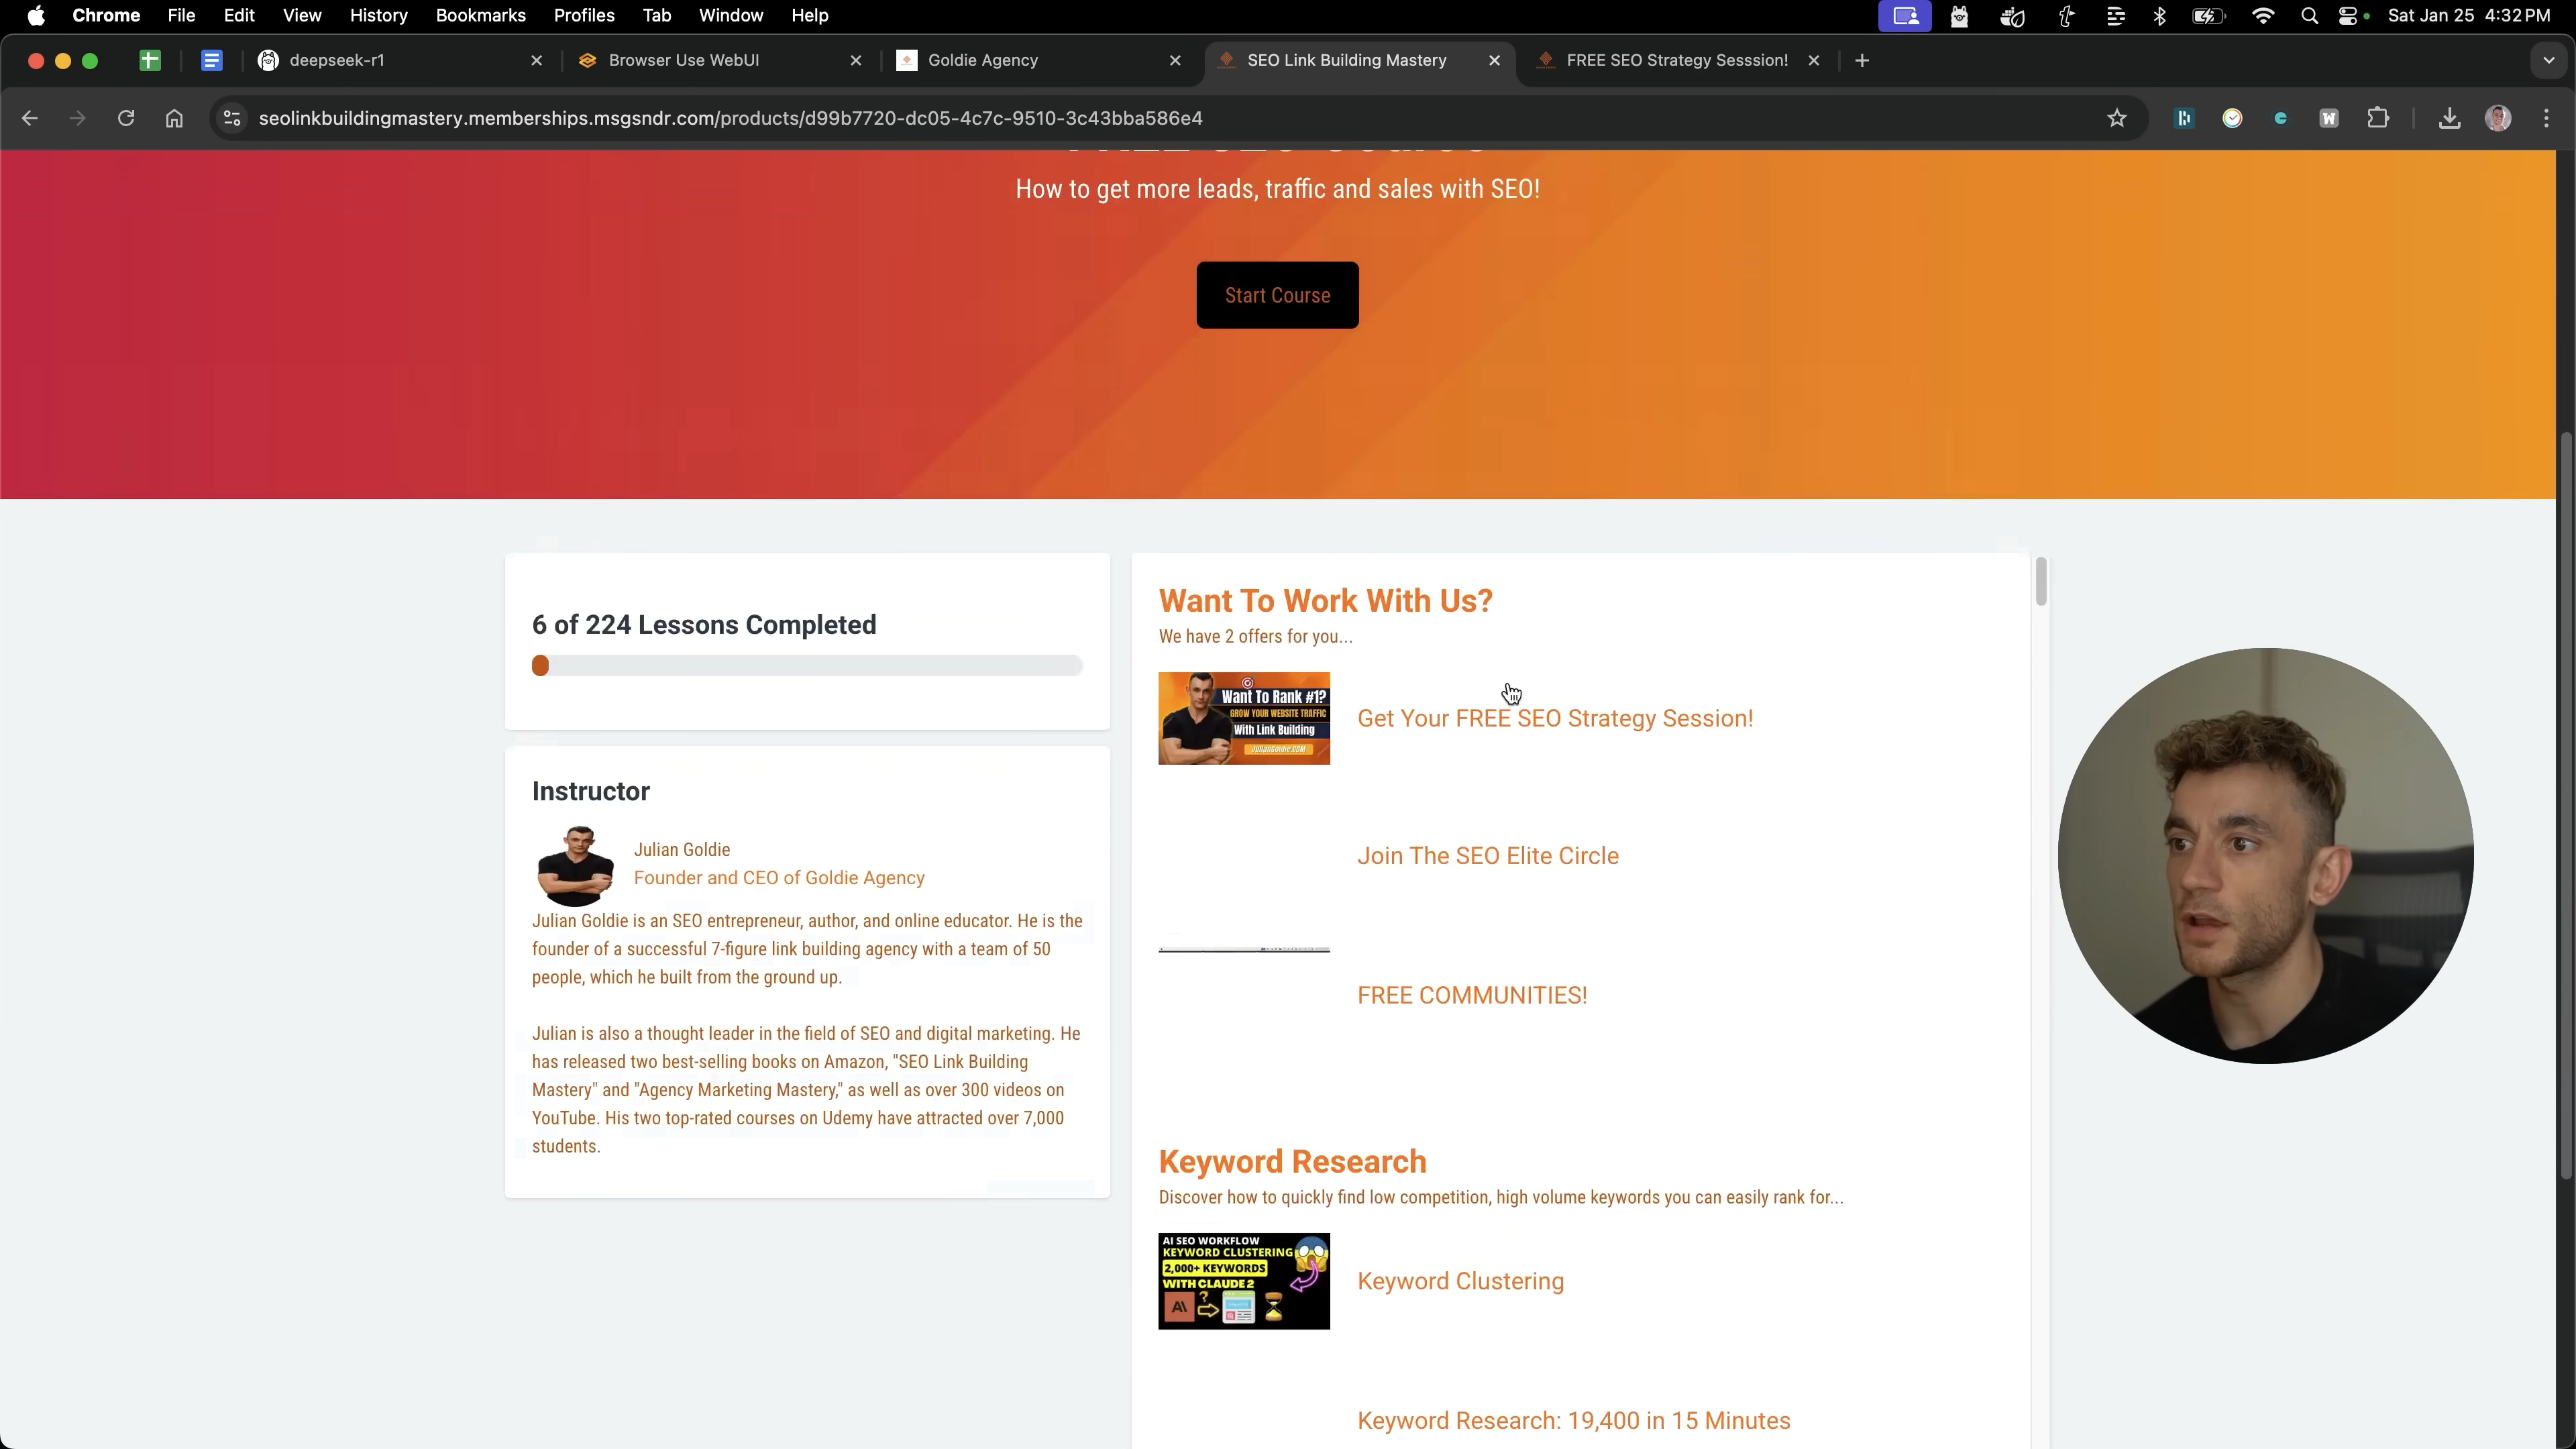 Chrome File Edit View History Bookmarks Profiles Tab Window Help Sat Jan 25 4:32 PM
deepseek-r1 Browser Use WebUI Goldie Agency SEO Link Building Mastery FREE SEO Strategy Sesssion!
seolinkbuildingmastery.memberships.msgsndr.com/products/d99b7720-dc05-4c7c-9510-3c43bba586e4
How to get more leads, traffic and sales with SEO!
Start Course
6 of 224 Lessons Completed
Instructor
Julian Goldie
Founder and CEO of Goldie Agency
Julian Goldie is an SEO entrepreneur, author, and online educator. He is the
founder of a successful 7-figure link building agency with a team of 50
people, which he built from the ground up.
Julian is also a thought leader in the field of SEO and digital marketing. He
has released two best-selling books on Amazon, "SEO Link Building
Mastery" and "Agency Marketing Mastery," as well as over 300 videos on
YouTube. His two top-rated courses on Udemy have attracted over 7,000
students.
Want To Work With Us?
We have 2 offers for you...
Want To Rank #1?
GROW YOUR WEBSITE TRAFFIC
With Link Building
JulianGoldie.COM
Get Your FREE SEO Strategy Session!
Join The SEO Elite Circle
FREE COMMUNITIES!
Keyword Research
Discover how to quickly find low competition, high volume keywords you can easily rank for...
AI SEO WORKFLOW
KEYWORD CLUSTERING
2,000+ KEYWORDS
WITH CLAUDE 2
Keyword Clustering
Keyword Research: 19,400 in 15 Minutes